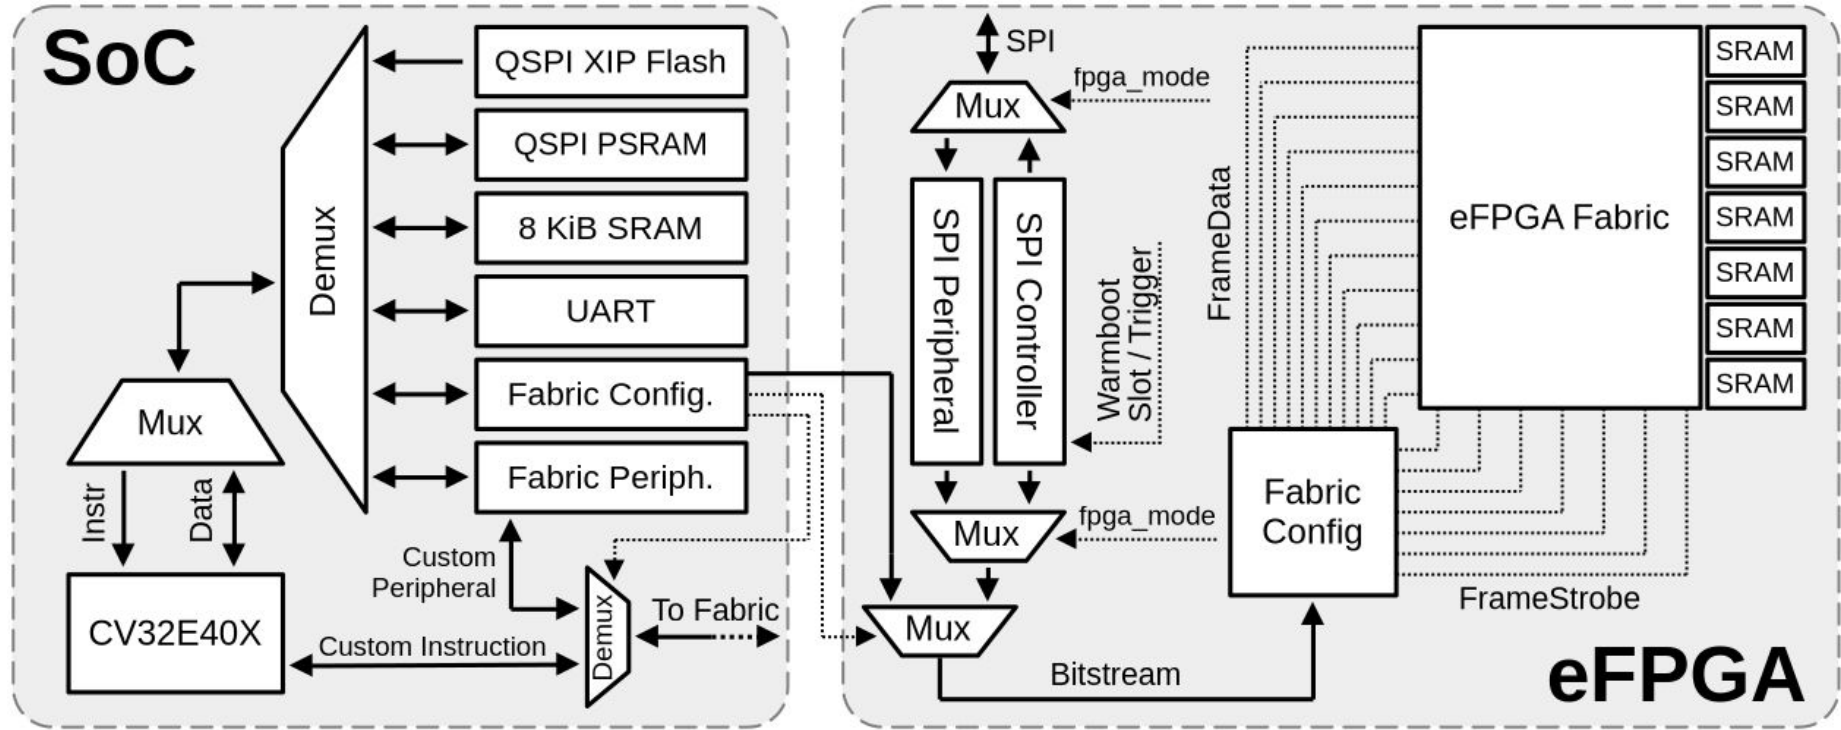 SoC
QSPI XIP Flash
QSPI PSRAM
8 KiB SRAM
UART
Fabric Config.
Fabric Periph.
Demux
Mux
Instr
Data
CV32E40X
Custom
Peripheral
Custom Instruction
Demux
To Fabric
SPI
Mux
fpga_mode
SPI Peripheral
SPI Controller
Warmboot
Slot / Trigger
Mux
fpga_mode
Mux
Bitstream
FrameData
eFPGA Fabric
SRAM
SRAM
SRAM
SRAM
SRAM
SRAM
SRAM
Fabric
Config
FrameStrobe
eFPGA